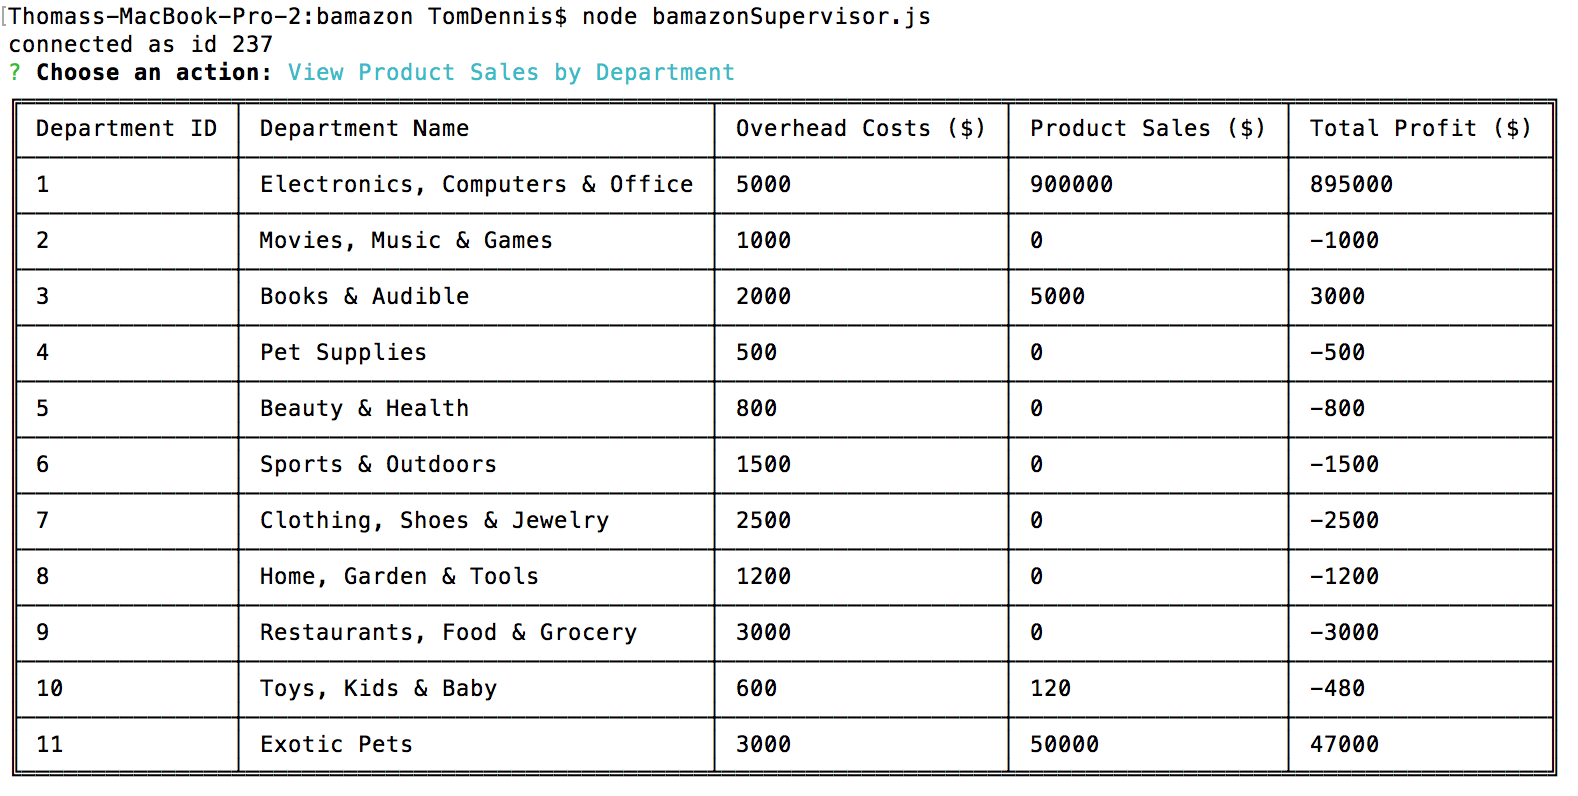 [Thomass-MacBook-Pro-2:bamazon TomDennis$ node bamazonSupervisor.js
connected as id 237
? Choose an action: View Product Sales by Department
Department ID Department Name Overhead Costs ($) Product Sales ($) Total Profit ($)
1 Electronics, Computers & Office 5000 900000 895000
2 Movies, Music & Games 1000 0 -1000
3 Books & Audible 2000 5000 3000
4 Pet Supplies 500 0 -500
5 Beauty & Health 800 0 -800
6 Sports & Outdoors 1500 0 -1500
7 Clothing, Shoes & Jewelry 2500 0 -2500
8 Home, Garden & Tools 1200 0 -1200
9 Restaurants, Food & Grocery 3000 0 -3000
10 Toys, Kids & Baby 600 120 -480
11 Exotic Pets 3000 50000 47000